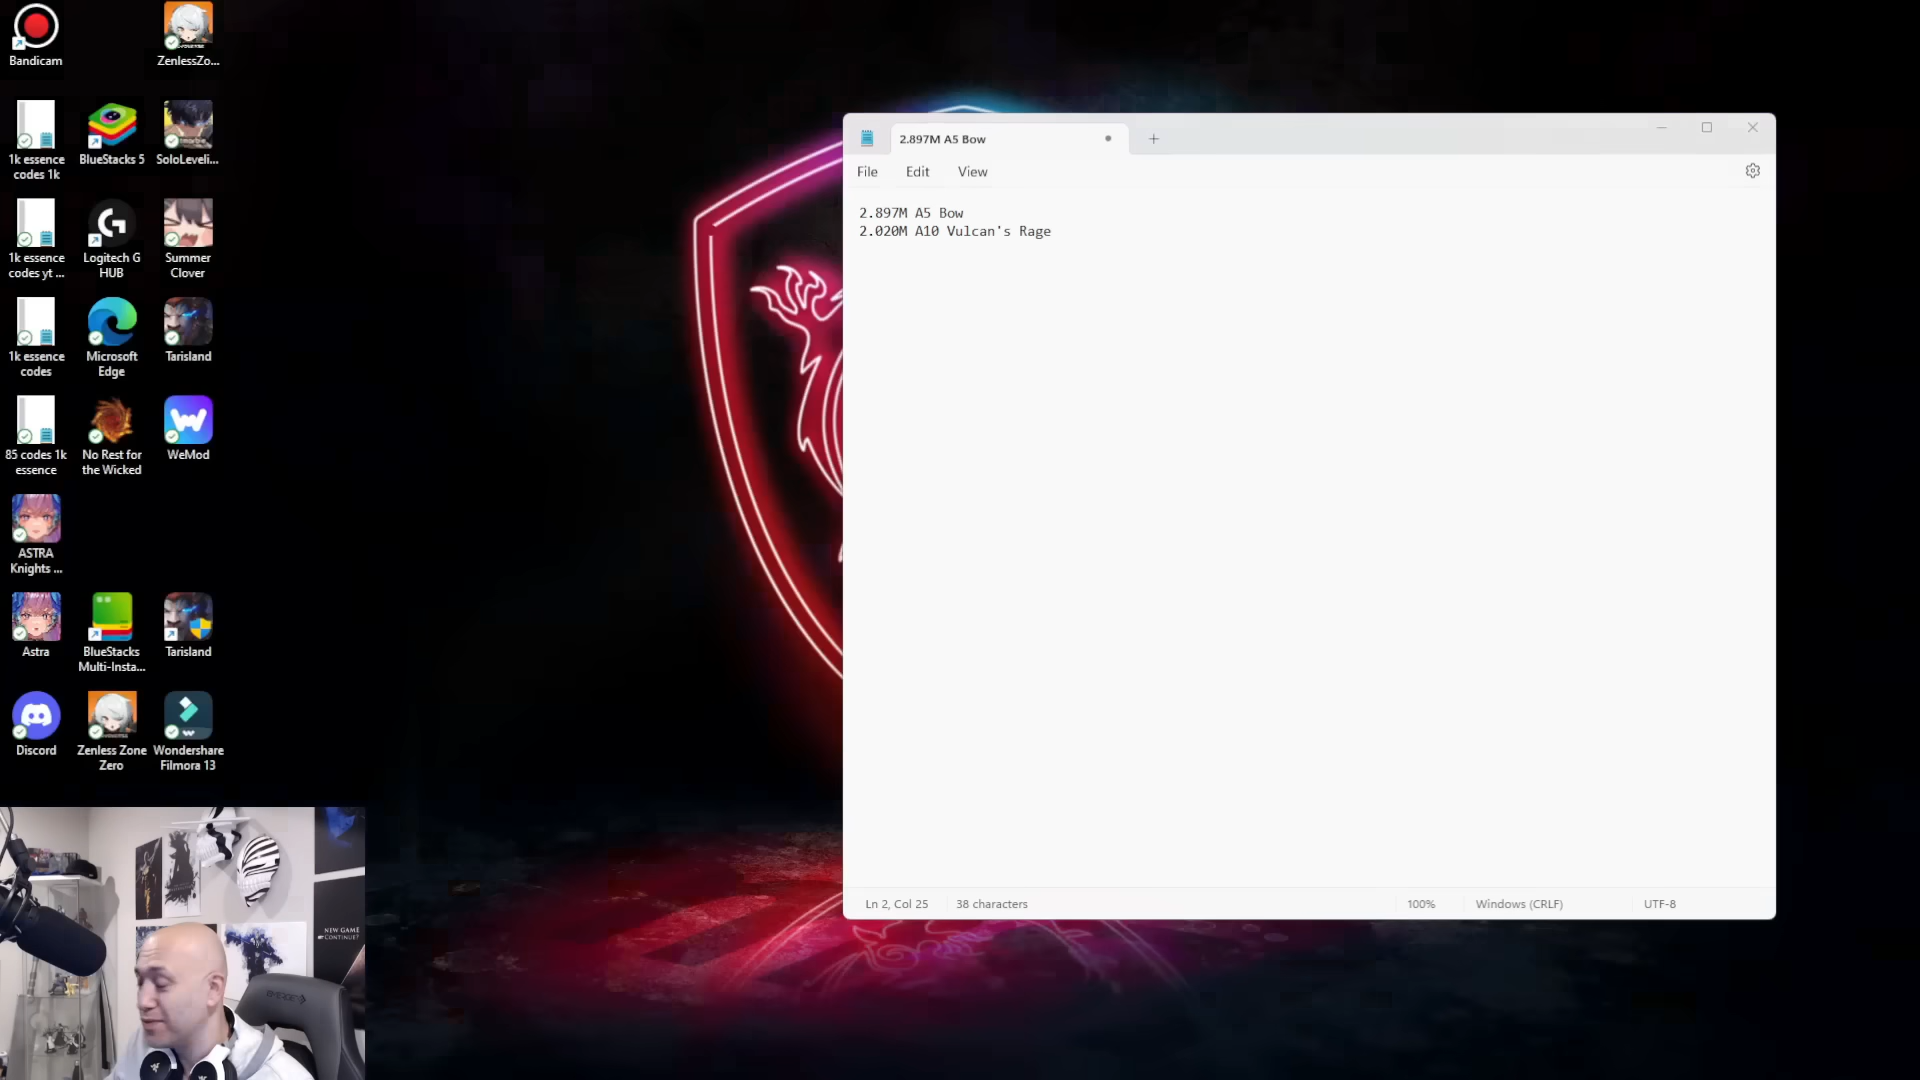 Bandicam
ZenlessZo...
1k essence
codes 1k
BlueStacks 5
SoloLeveli...
1k essence
codes yt ...
Logitech G
HUB
Summer
Clover
1k essence
codes
Microsoft
Edge
Tarisland
85 codes 1k
essence
No Rest for
the Wicked
WeMod
ASTRA
Knights ...
Astra
BlueStacks
Multi-Insta...
Tarisland
Discord
Zenless Zone
Zero
Wondershare
Filmora 13
2.897M A5 Bow
File Edit View
2.897M A5 Bow
2.020M A10 Vulcan's Rage
Ln 2, Col 25 38 characters 100% Windows (CRLF) UTF-8
NEW GAME
CONTINUE?